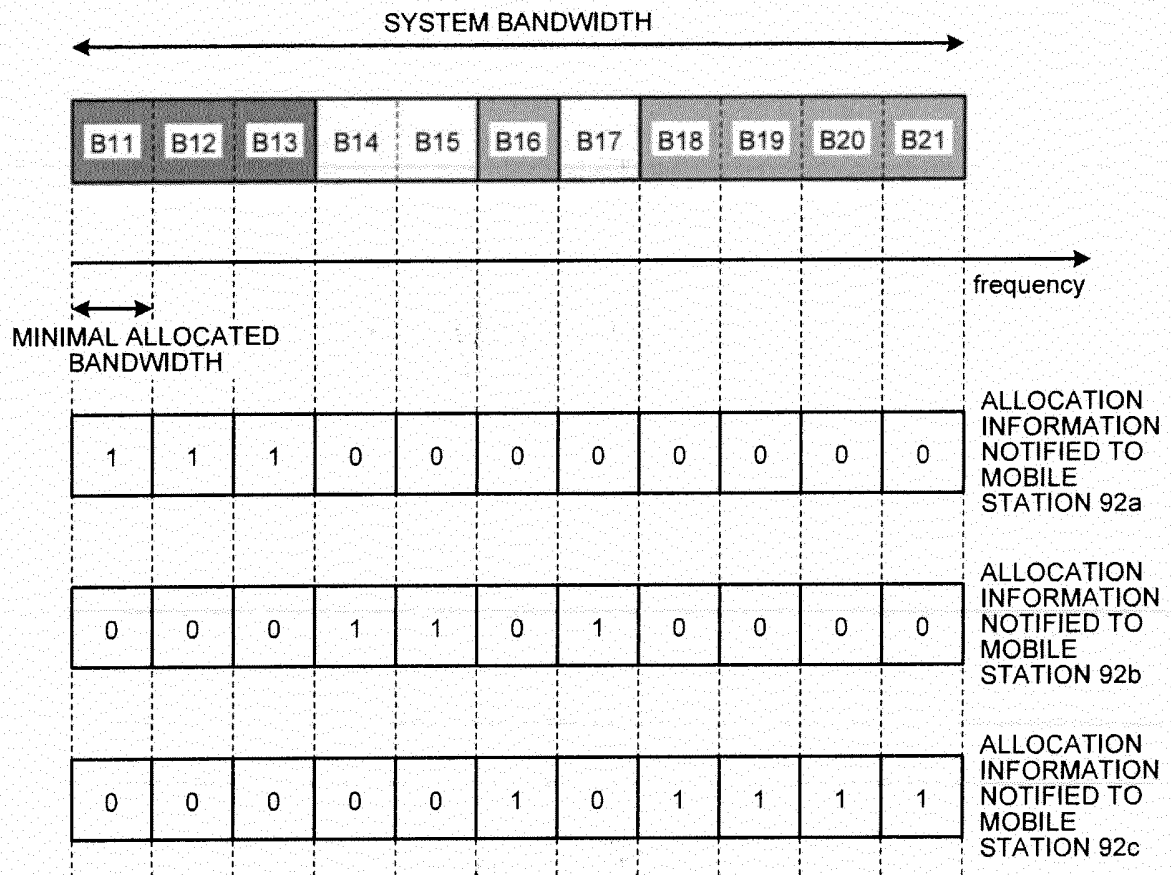 SYSTEM BANDWIDTH
B11 B12 B13 B14 B15 B16 B17 B18 B19 B20 B21
frequency
MINIMAL ALLOCATED
BANDWIDTH
1 1 1 0 0 0 0 0 0 0 0
ALLOCATION
INFORMATION
NOTIFIED TO
MOBILE
STATION 92a
0 0 0 1 1 0 1 0 0 0 0
ALLOCATION
INFORMATION
NOTIFIED TO
MOBILE
STATION 92b
0 0 0 0 0 1 0 1 1 1 1
ALLOCATION
INFORMATION
NOTIFIED TO
MOBILE
STATION 92c